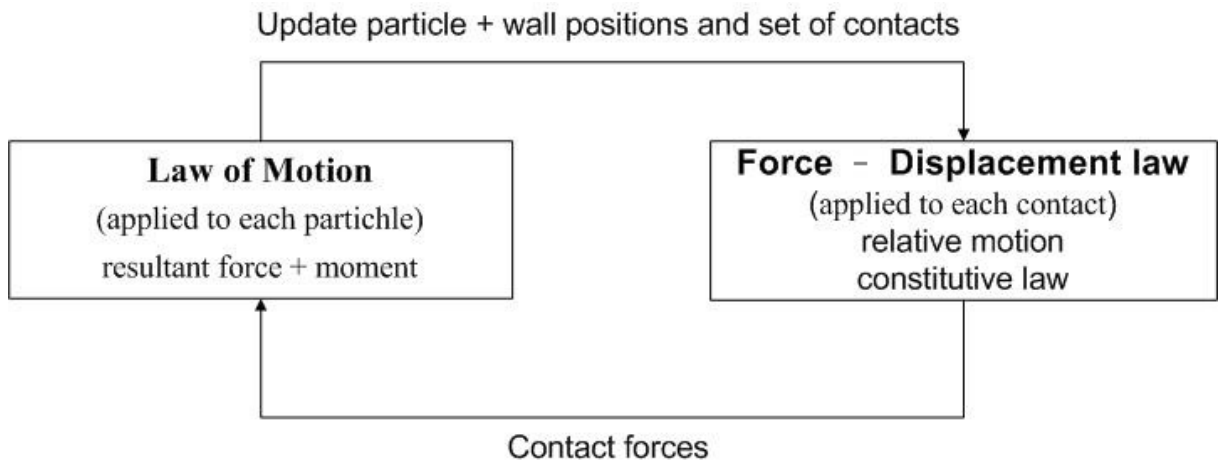 Update particle + wall positions and set of contacts
Law of Motion
(applied to each partichle)
resultant force + moment
Force - Displacement law
(applied to each contact)
relative motion
constitutive law
Contact forces